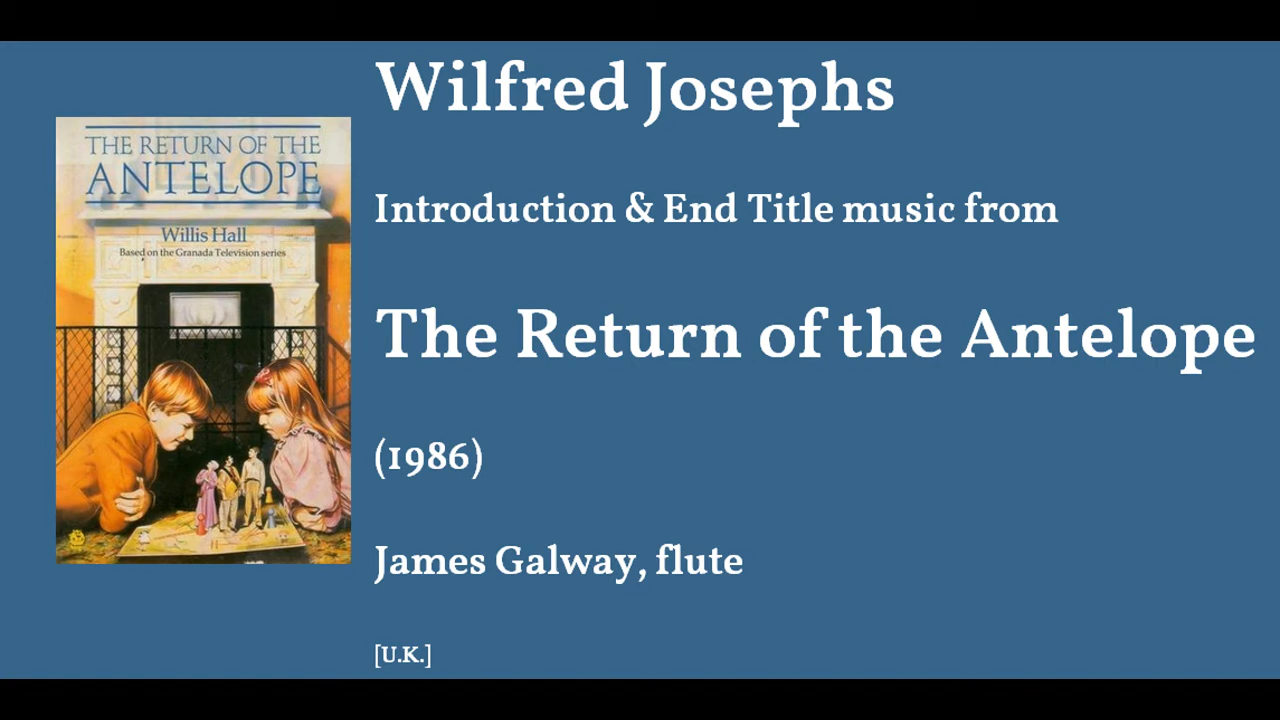 Wilfred Josephs
THE RETURN OF THE
ANTELOPE
Willis Hall
Based on the Granada Television series
Introduction & End Title music from
The Return of the Antelope
(1986)
James Galway, flute
[U.K.]